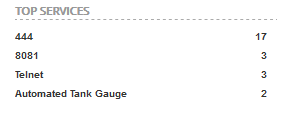 TOP SERVICES
444 17
8081 3
Telnet 3
Automated Tank Gauge 2